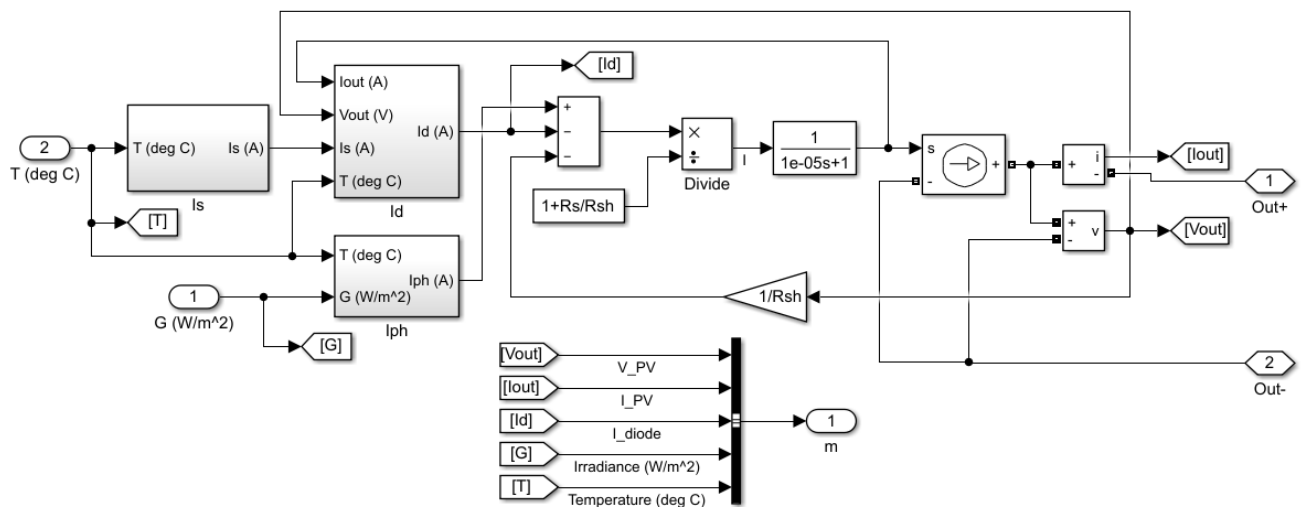 [Id]
Iout (A)
Vout (V)
Is (A)
T (deg C)
Id (A)
Id
2
T (deg C)
T (deg C)
Is (A)
Is
[T]
+
−
−
×
÷
Divide
I
1
1e-05s+1
1+Rs/Rsh
s
-
+
+
i
-
[Iout]
1
Out+
+
-
v
[Vout]
T (deg C)
G (W/m^2)
Iph (A)
Iph
1
G (W/m^2)
[G]
1/Rsh
2
Out-
[Vout]
V_PV
[Iout]
I_PV
[Id]
I_diode
[G]
Irradiance (W/m^2)
[T]
Temperature (deg C)
1
m